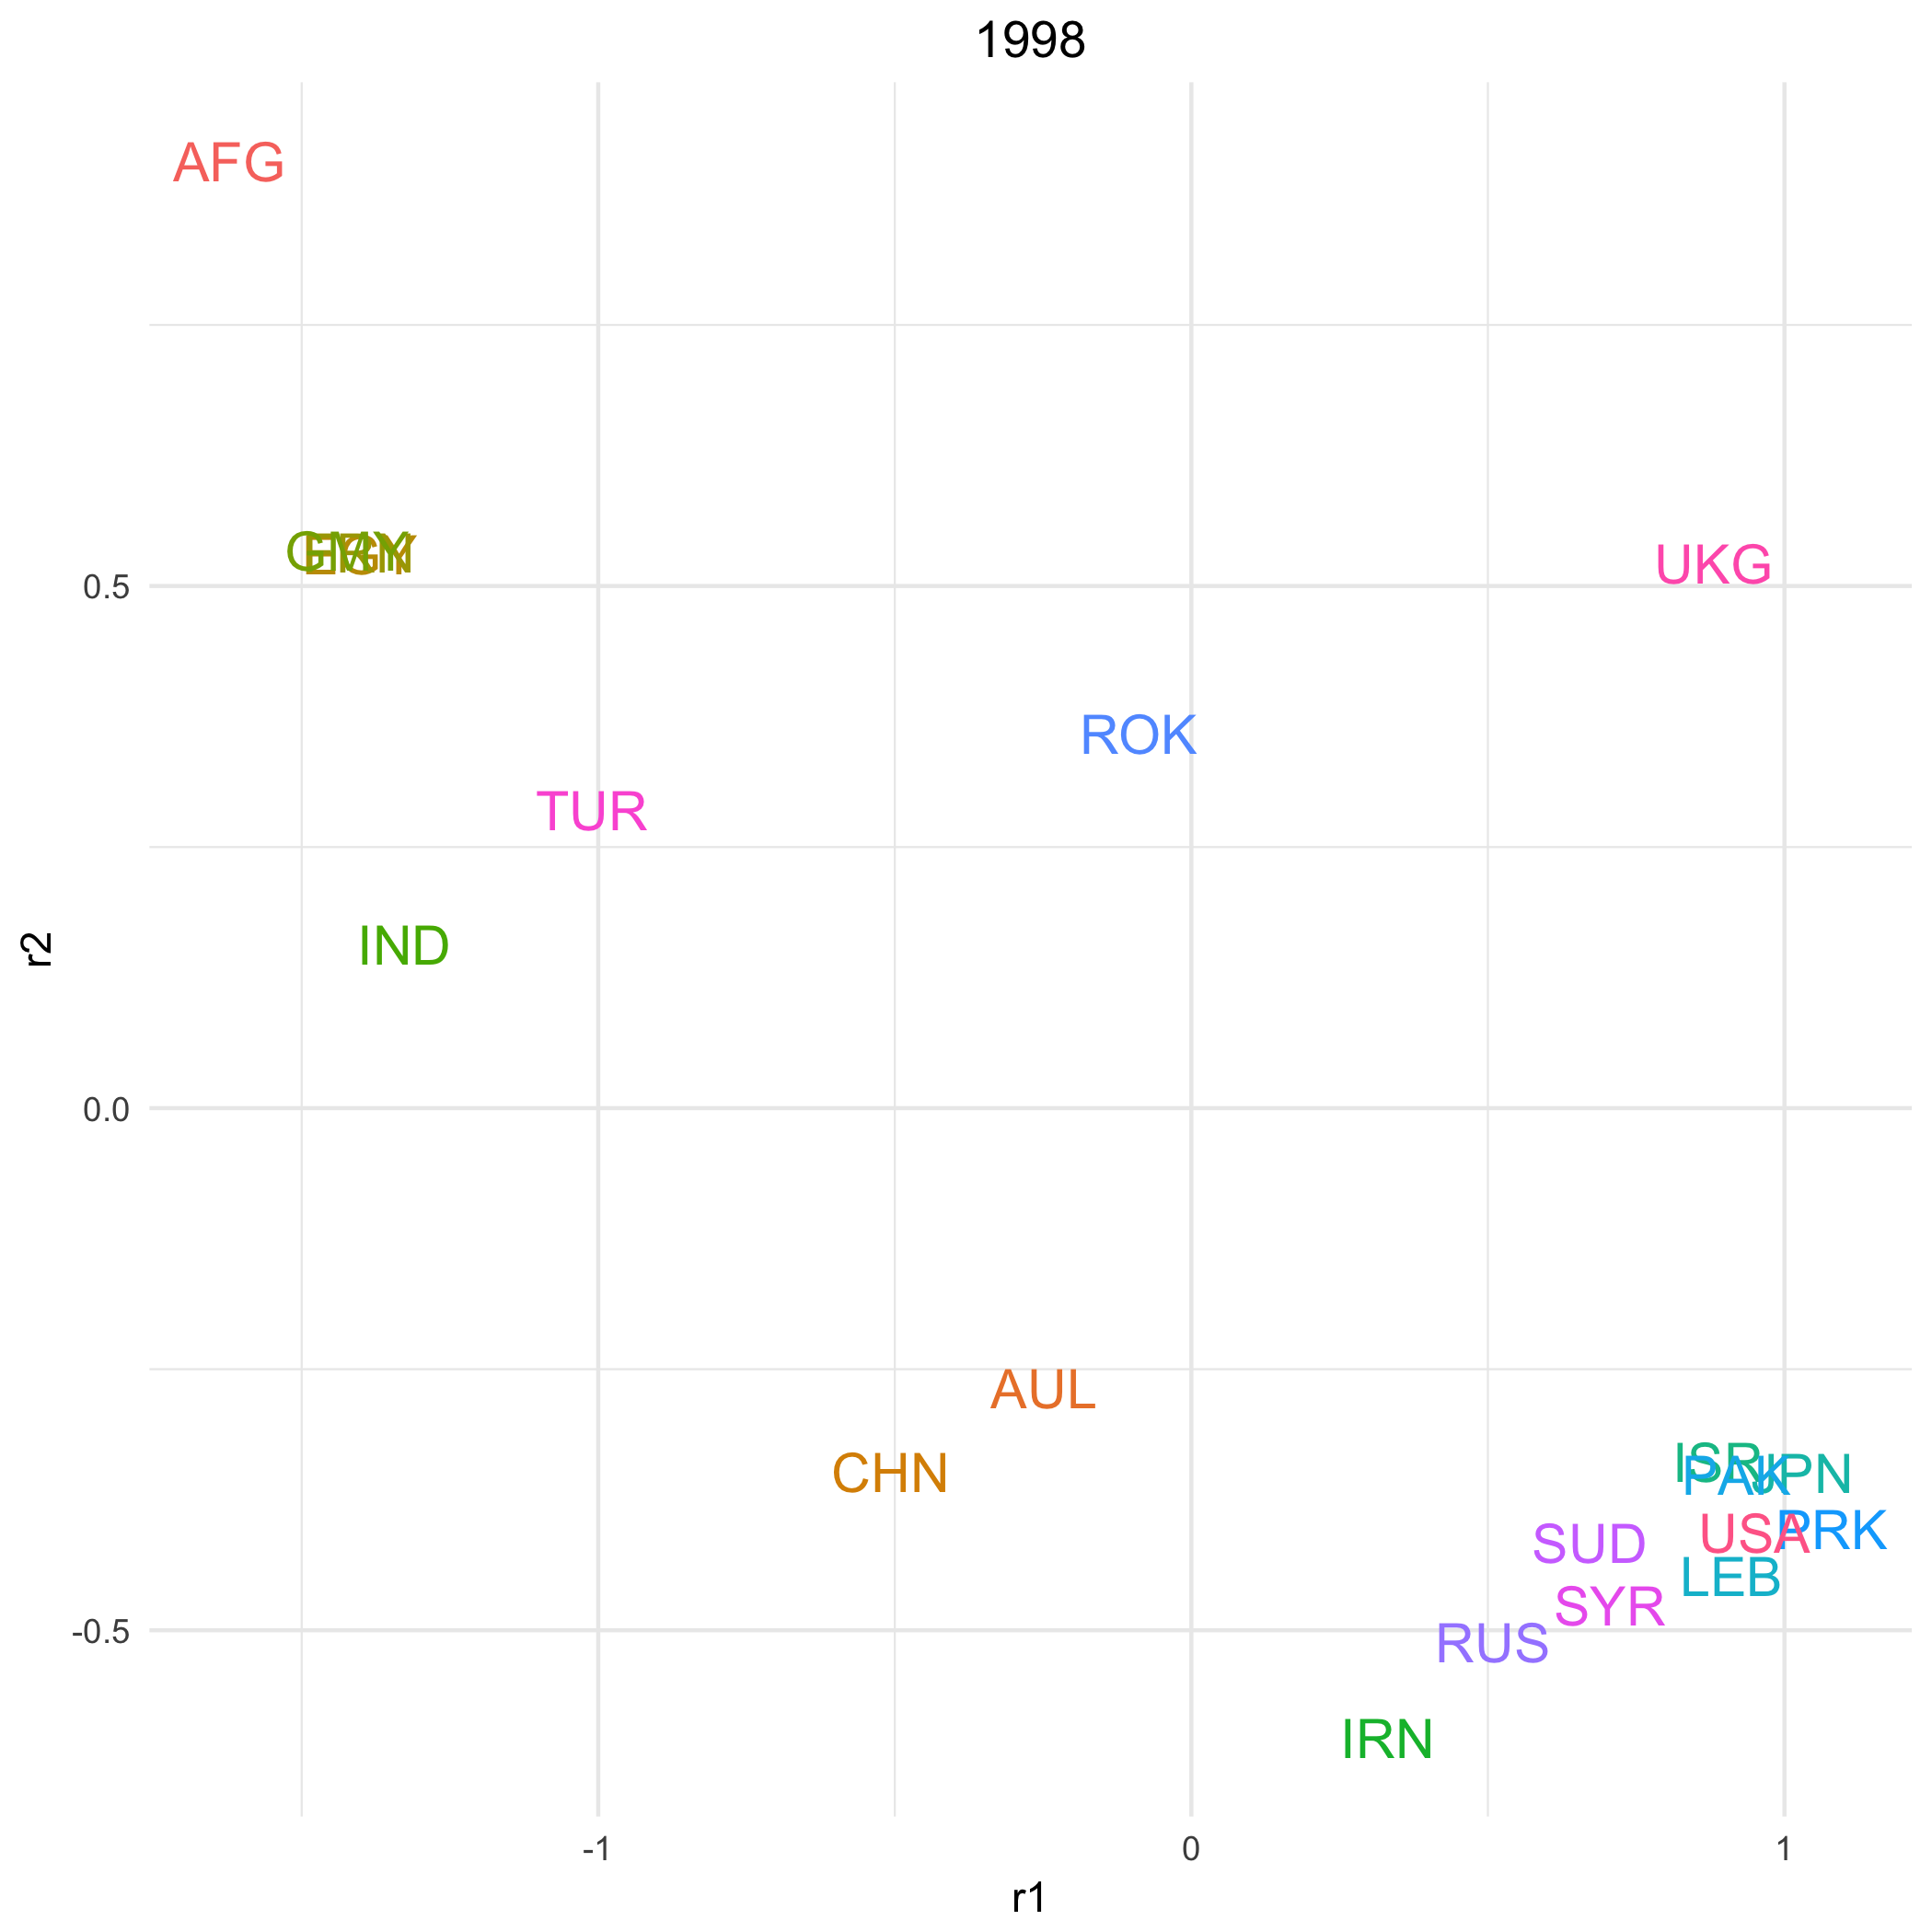 1998
AFG
UKG
0.5
ROK
TUR
IND
r2
0.0
AUL
CHN
ISR
PAK
JPN
USA
PRK
SUD
LEB
SYR
-0.5
RUS
IRN
-1
0
1
r1